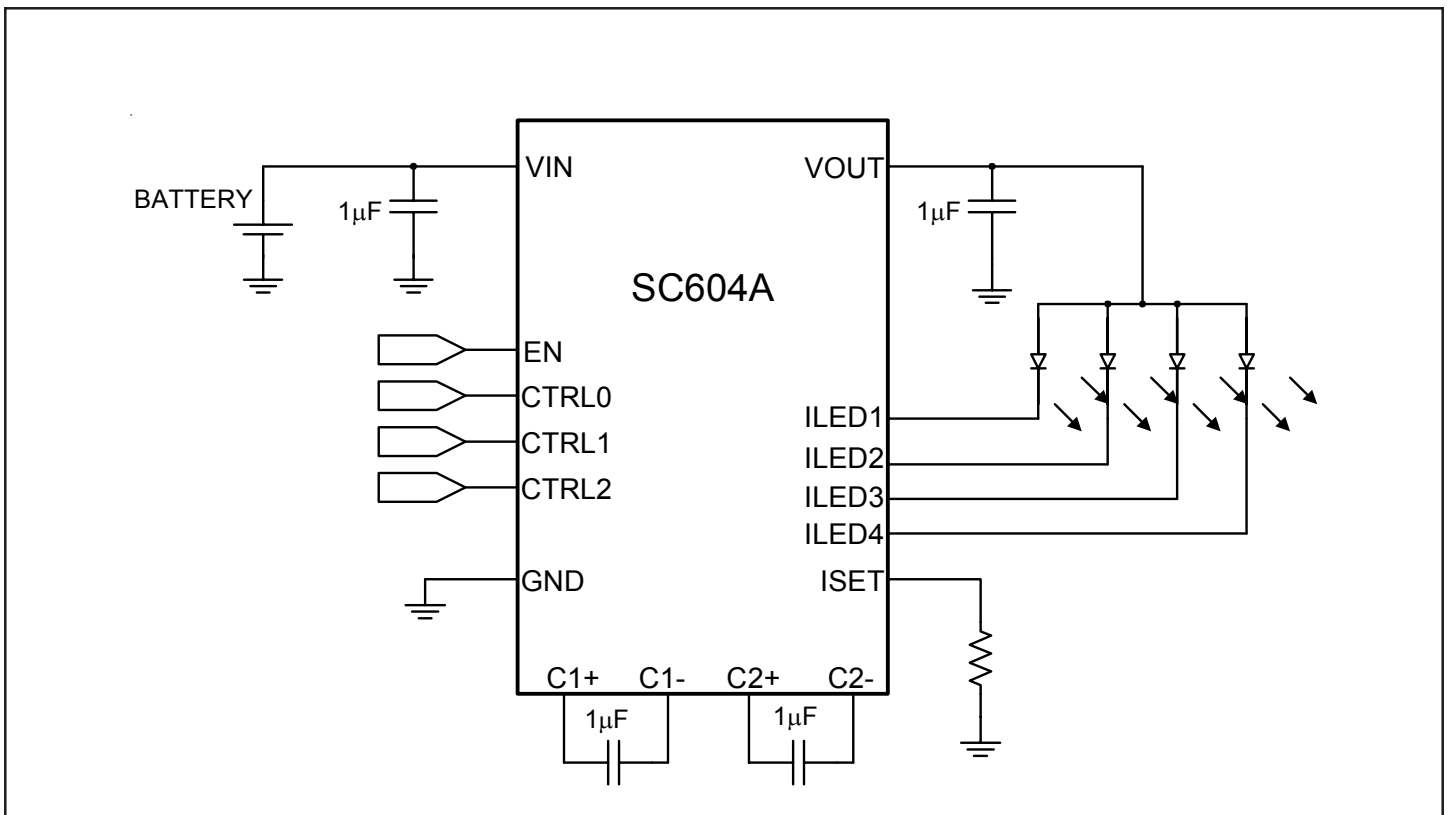 VIN
VOUT
BATTERY
1μF
1μF
SC604A
EN
CTRL0
CTRL1
CTRL2
ILED1
ILED2
ILED3
ILED4
GND
ISET
C1+
C1-
C2+
C2-
1μF
1μF